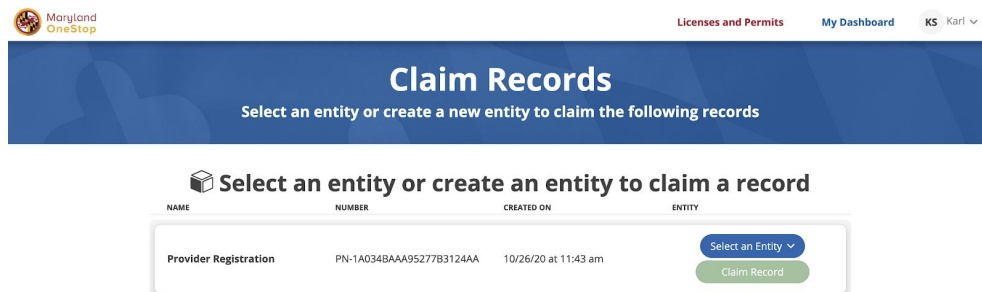 Maryland
OneStop
Licenses and Permits My Dashboard KS Karl
Claim Records
Select an entity or create a new entity to claim the following records
Select an entity or create an entity to claim a record
NAME NUMBER CREATED ON ENTITY
Select an Entity
Provider Registration PN-1A034BAAA95277B3124AA 10/26/20 at 11:43 am
Claim Record